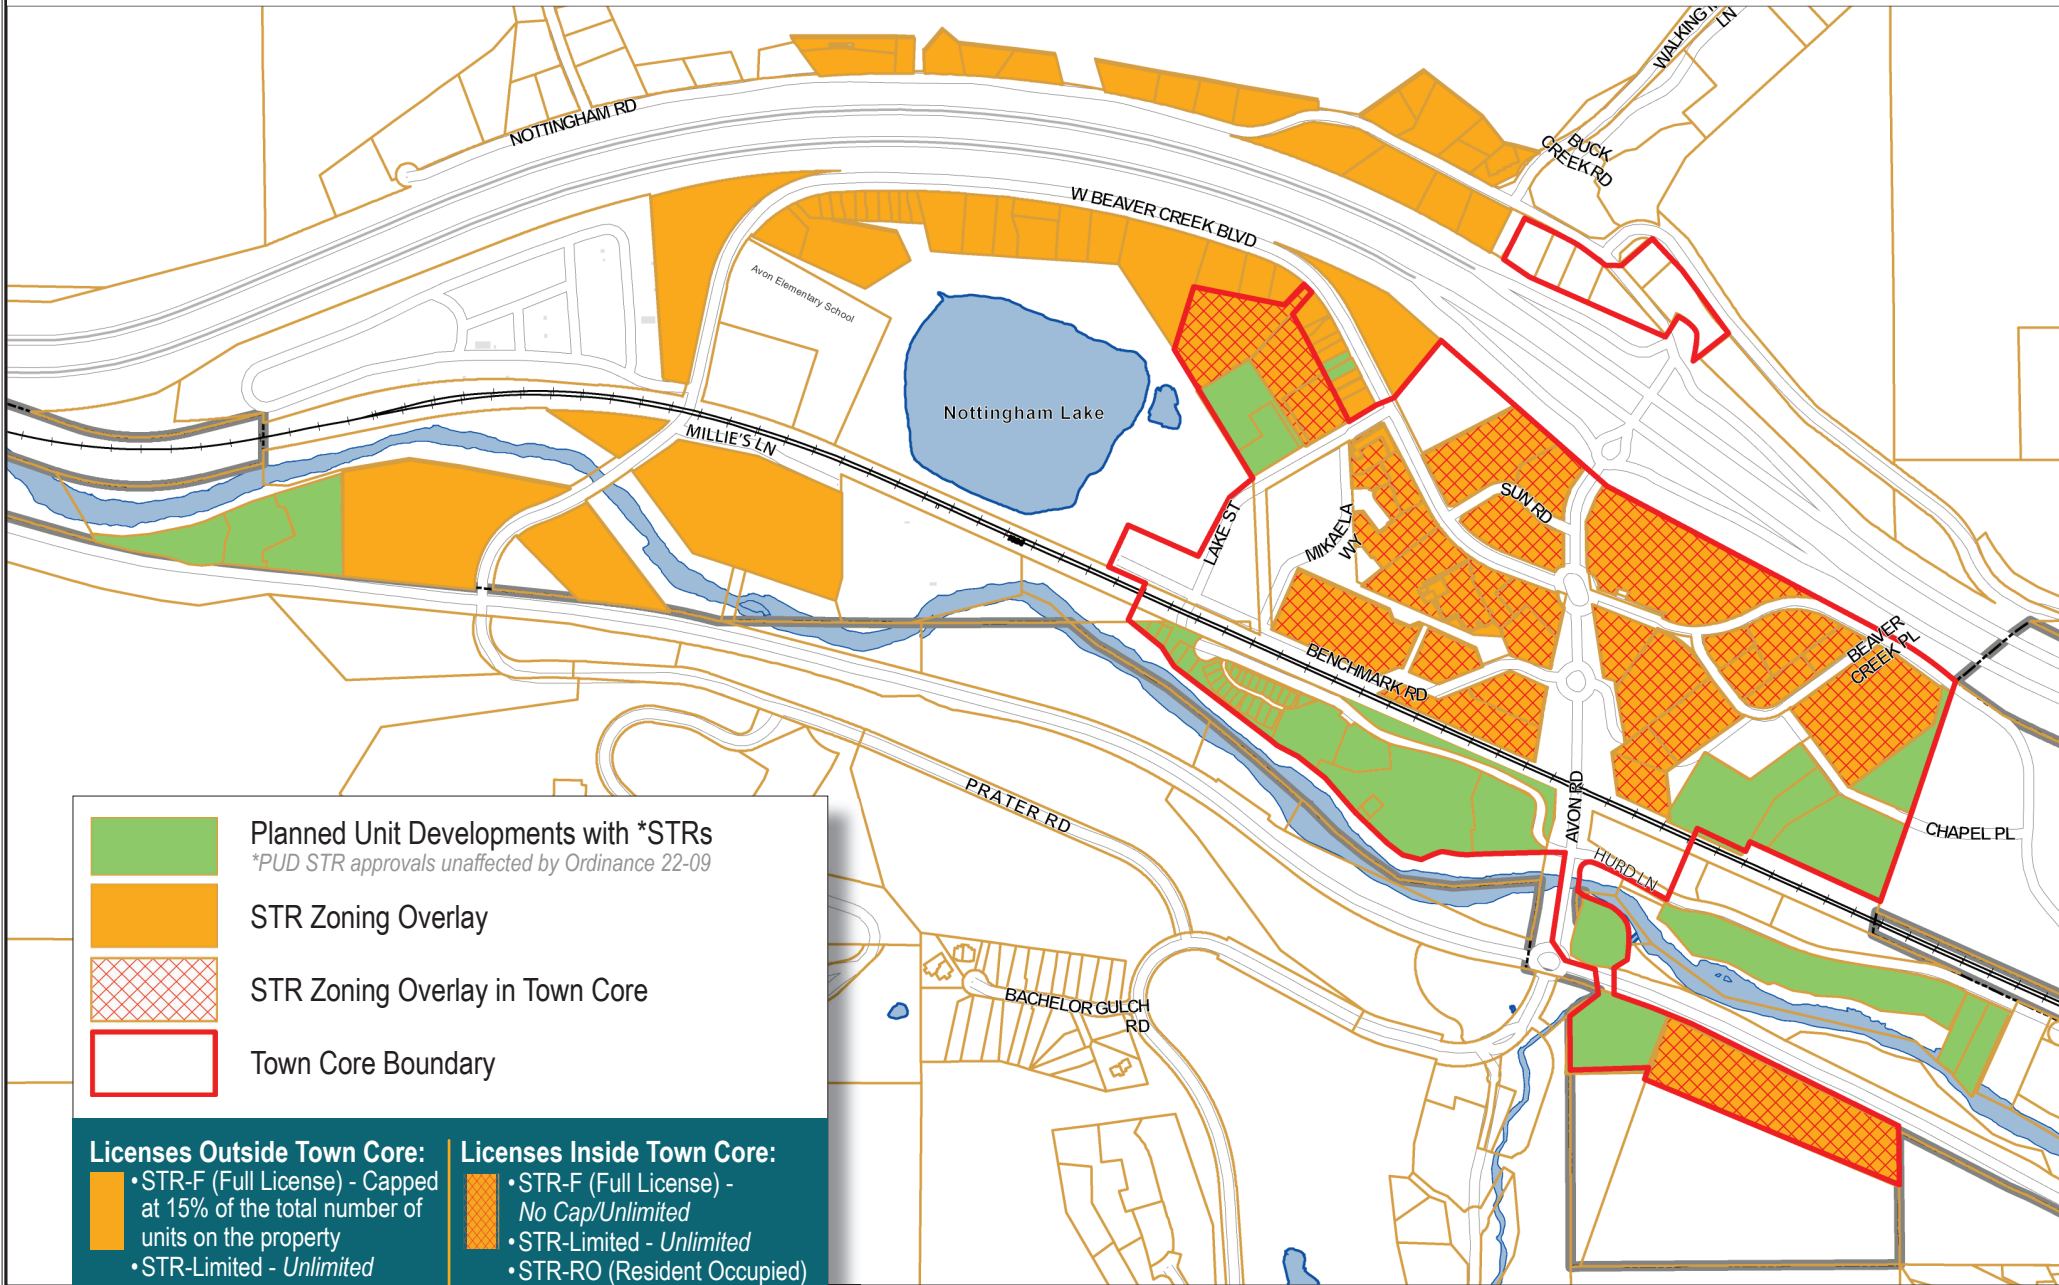 WALKING
LN
NOTTINGHAM RD
BUCK
CREEK RD
W BEAVER CREEK BLVD
Avon Elementary School
Nottingham Lake
MILLIE'S LN
SUN RD
LAKE ST
MIKAELA
WY
BEAVER
CREEK PL
BENCHMARK RD
AVON RD
PRATER RD
CHAPEL PL
HURD LN
BACHELOR GULCH
RD
Planned Unit Developments with *STRs
*PUD STR approvals unaffected by Ordinance 22-09
STR Zoning Overlay
STR Zoning Overlay in Town Core
Town Core Boundary
Licenses Outside Town Core:
•STR-F (Full License) - Capped
at 15% of the total number of
units on the property
•STR-Limited - Unlimited
Licenses Inside Town Core:
•STR-F (Full License) -
No Cap/Unlimited
•STR-Limited - Unlimited
•STR-RO (Resident Occupied)